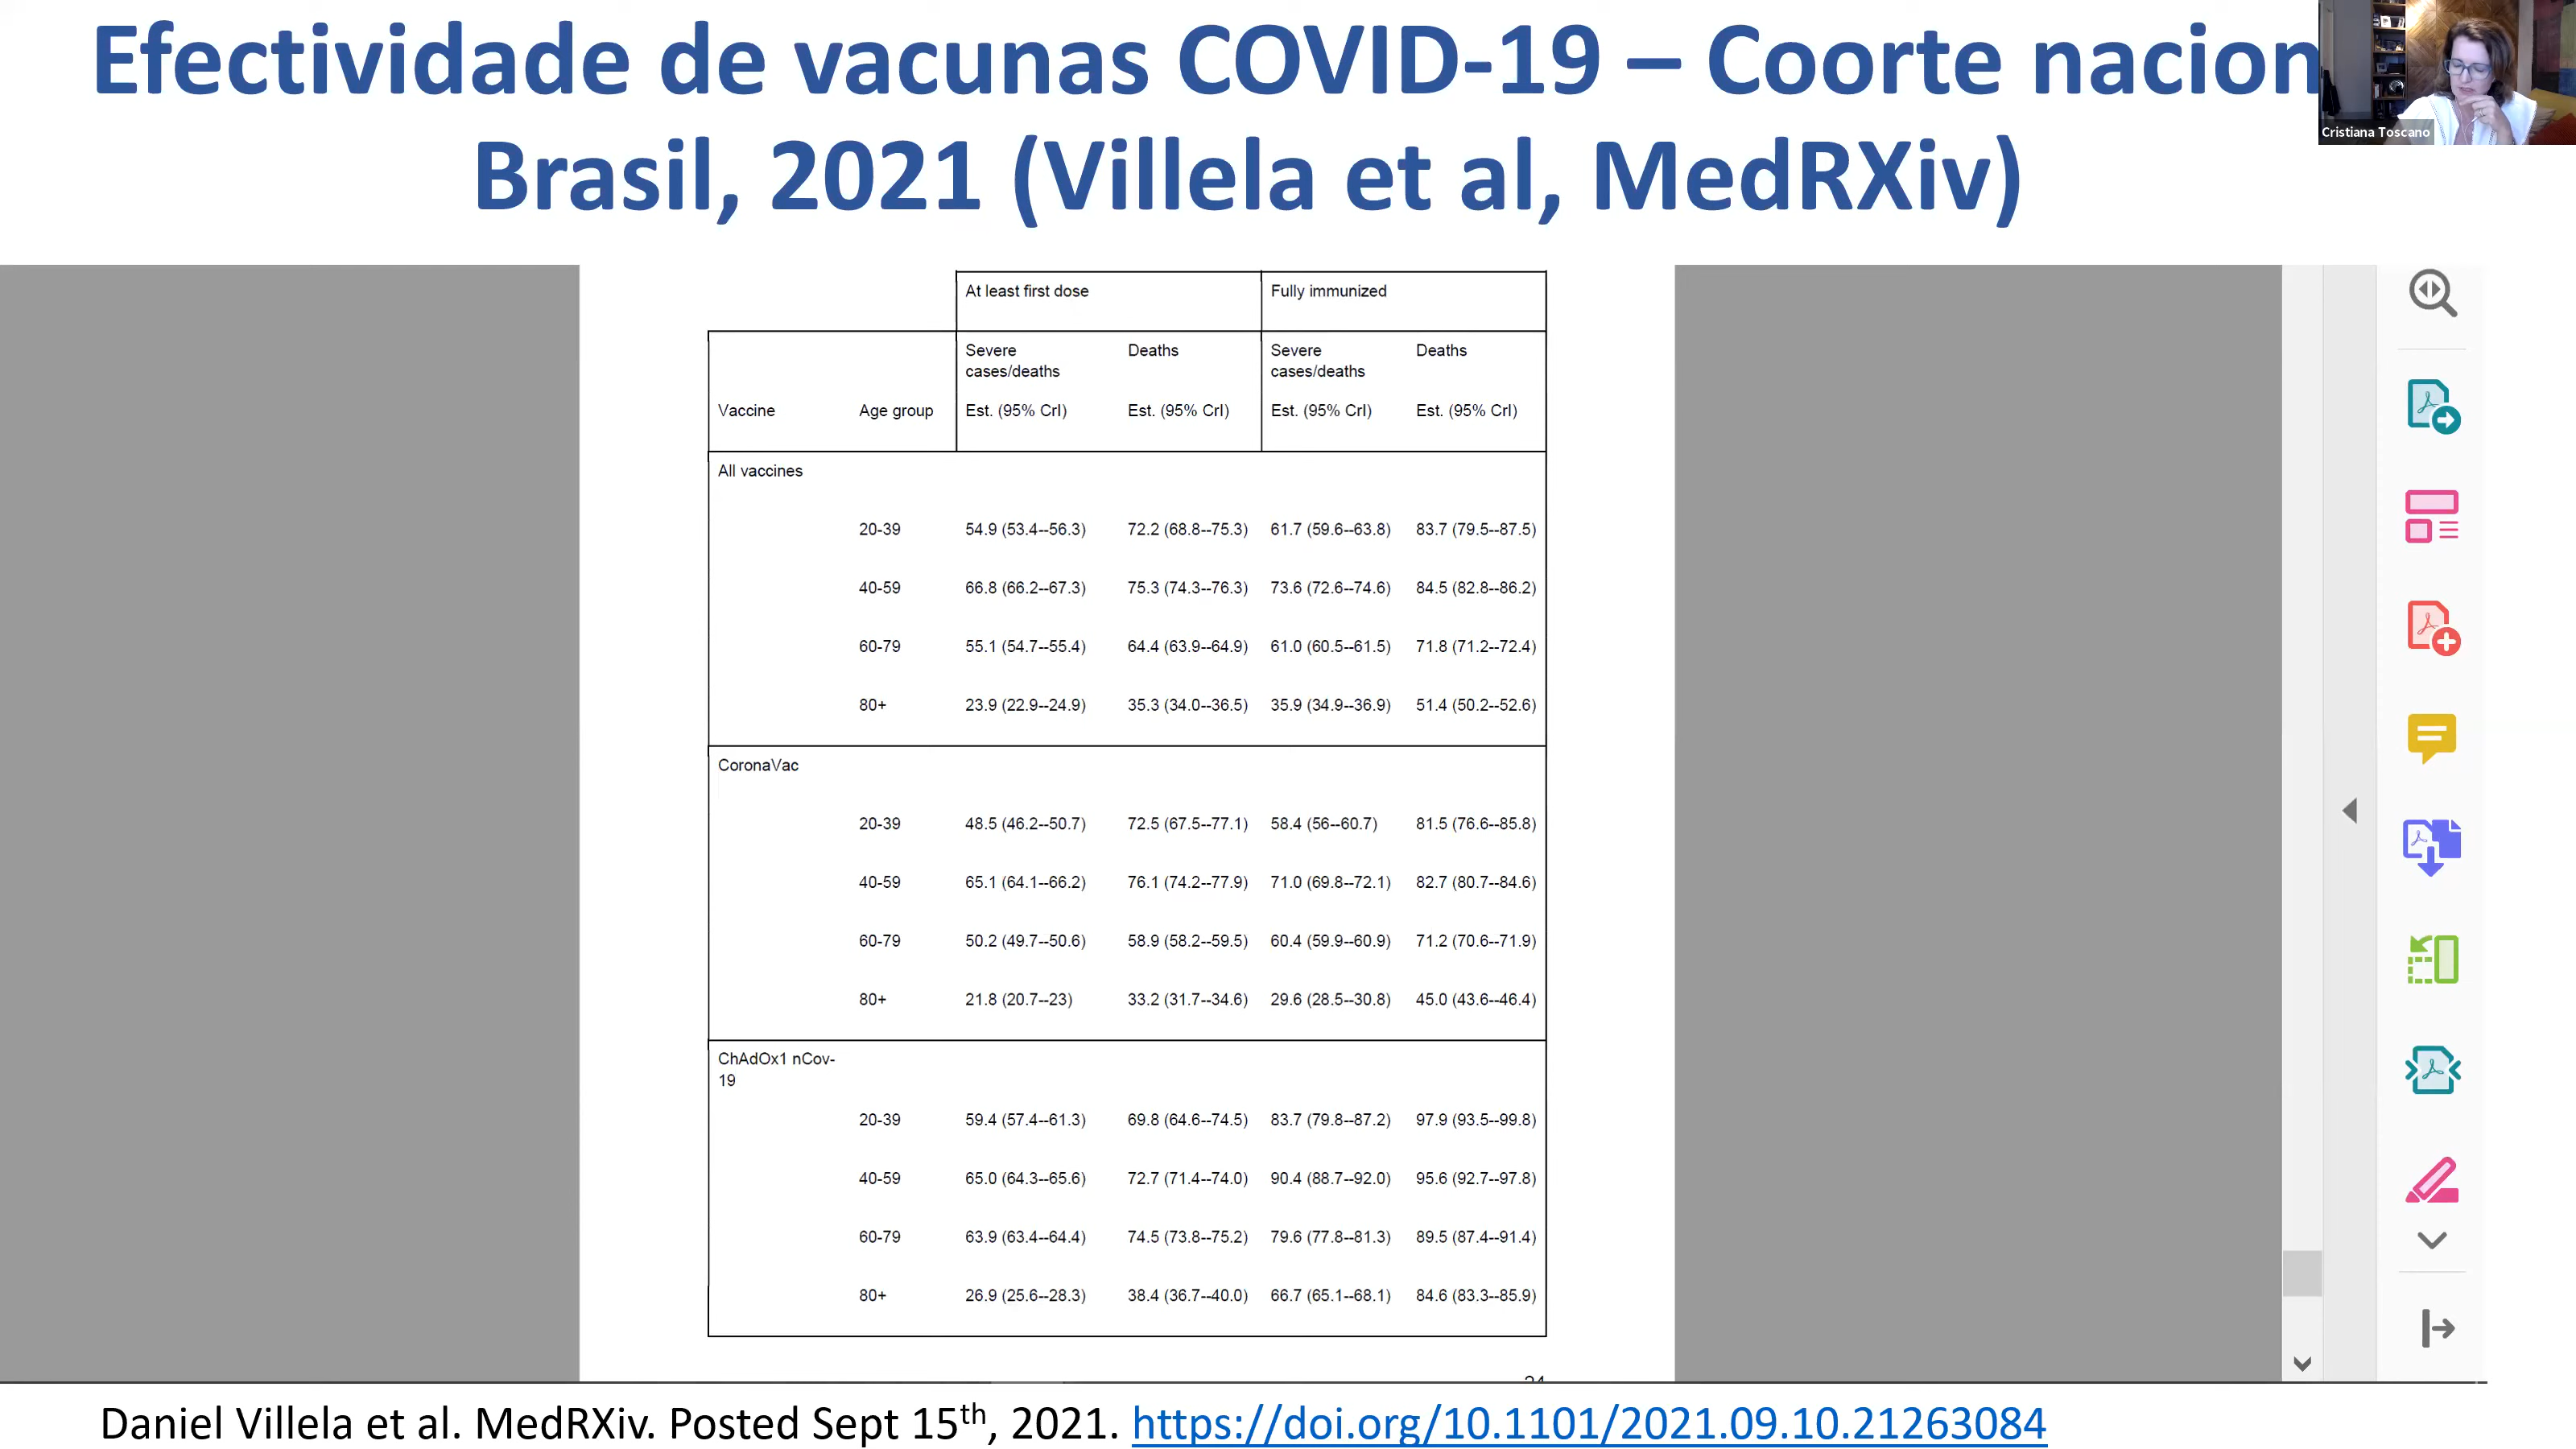 Efectividade de vacunas COVID-19 – Coorte nacion
Brasil, 2021 (Villela et al, MedRXiv)
Cristiana Toscano
At least first dose Fully immunized
Severe cases/deaths Deaths Severe cases/deaths Deaths
Vaccine Age group Est. (95% CrI) Est. (95% CrI) Est. (95% CrI) Est. (95% CrI)
All vaccines
20-39 54.9 (53.4--56.3) 72.2 (68.8--75.3) 61.7 (59.6--63.8) 83.7 (79.5--87.5)
40-59 66.8 (66.2--67.3) 75.3 (74.3--76.3) 73.6 (72.6--74.6) 84.5 (82.8--86.2)
60-79 55.1 (54.7--55.4) 64.4 (63.9--64.9) 61.0 (60.5--61.5) 71.8 (71.2--72.4)
80+ 23.9 (22.9--24.9) 35.3 (34.0--36.5) 35.9 (34.9--36.9) 51.4 (50.2--52.6)
CoronaVac
20-39 48.5 (46.2--50.7) 72.5 (67.5--77.1) 58.4 (56--60.7) 81.5 (76.6--85.8)
40-59 65.1 (64.1--66.2) 76.1 (74.2--77.9) 71.0 (69.8--72.1) 82.7 (80.7--84.6)
60-79 50.2 (49.7--50.6) 58.9 (58.2--59.5) 60.4 (59.9--60.9) 71.2 (70.6--71.9)
80+ 21.8 (20.7--23) 33.2 (31.7--34.6) 29.6 (28.5--30.8) 45.0 (43.6--46.4)
ChAdOx1 nCov-
19
20-39 59.4 (57.4--61.3) 69.8 (64.6--74.5) 83.7 (79.8--87.2) 97.9 (93.5--99.8)
40-59 65.0 (64.3--65.6) 72.7 (71.4--74.0) 90.4 (88.7--92.0) 95.6 (92.7--97.8)
60-79 63.9 (63.4--64.4) 74.5 (73.8--75.2) 79.6 (77.8--81.3) 89.5 (87.4--91.4)
80+ 26.9 (25.6--28.3) 38.4 (36.7--40.0) 66.7 (65.1--68.1) 84.6 (83.3--85.9)
Daniel Villela et al. MedRXiv. Posted Sept 15th, 2021. https://doi.org/10.1101/2021.09.10.21263084